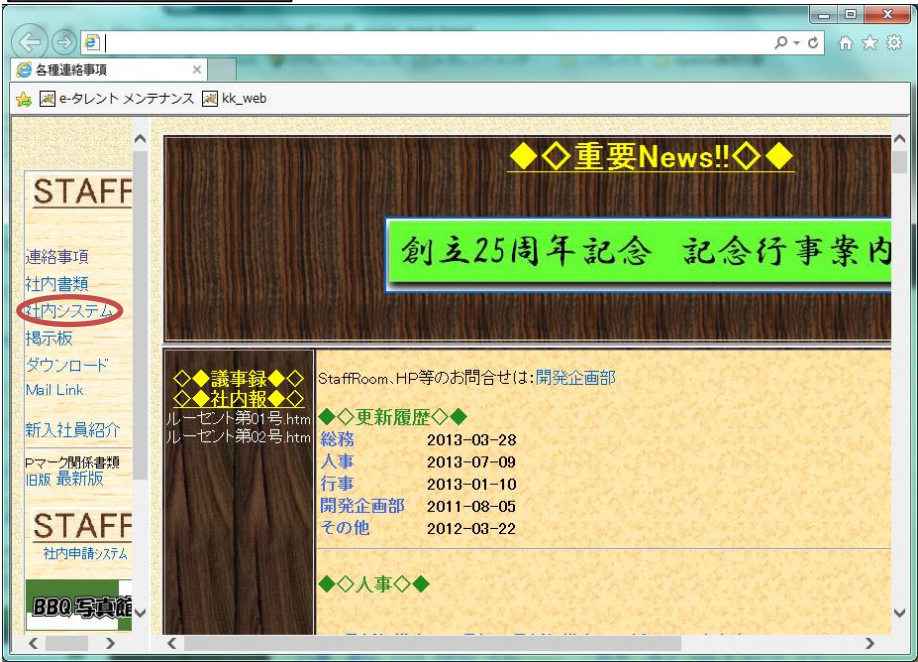 各種連絡事項
e-タレント メンテナンス kk_web
STAFF
連絡事項
社内書類
社内システム
掲示板
ダウンロード
Mail Link
新入社員紹介
Pマーク関係書類
旧版 最新版
STAFF
社内申請システム
BBQ 写真館
◆◇重要News!!◇◆
創立25周年記念 記念行事案内
◇◆議事録◆◇
◇◆社内報◆◇
ルーセント第01号.htm
ルーセント第02号.htm
StaffRoom、HP等のお問合せは:開発企画部
◆◇更新履歴◇◆
総務 2013-03-28
人事 2013-07-09
行事 2013-01-10
開発企画部 2011-08-05
その他 2012-03-22
◆◇人事◇◆